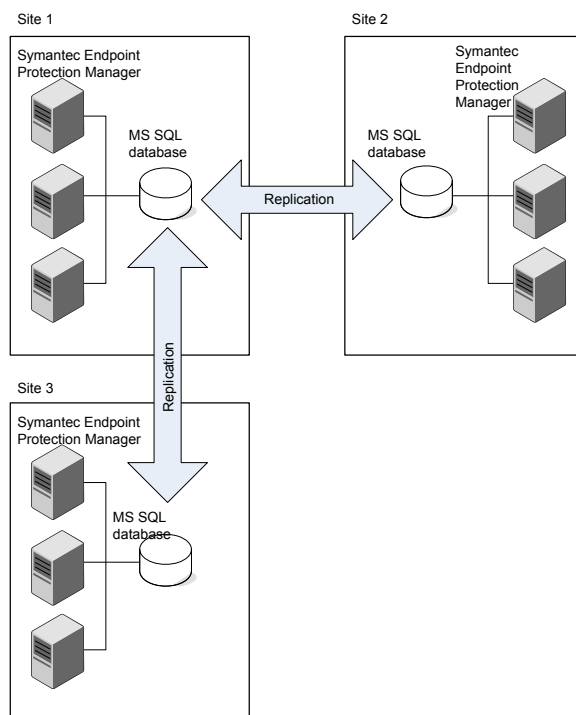 Site 1
Symantec Endpoint
Protection Manager
MS SQL
database
Replication
Site 2
Symantec
Endpoint
Protection
Manager
MS SQL
database
Replication
Site 3
Symantec Endpoint
Protection Manager
MS SQL
database